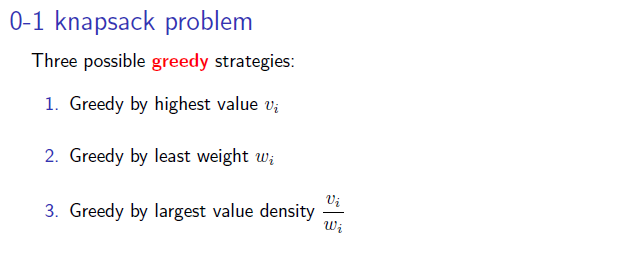 0-1 knapsack problem
Three possible greedy strategies:
1. Greedy by highest value vᵢ
2. Greedy by least weight wᵢ
3. Greedy by largest value density vᵢ/wᵢ